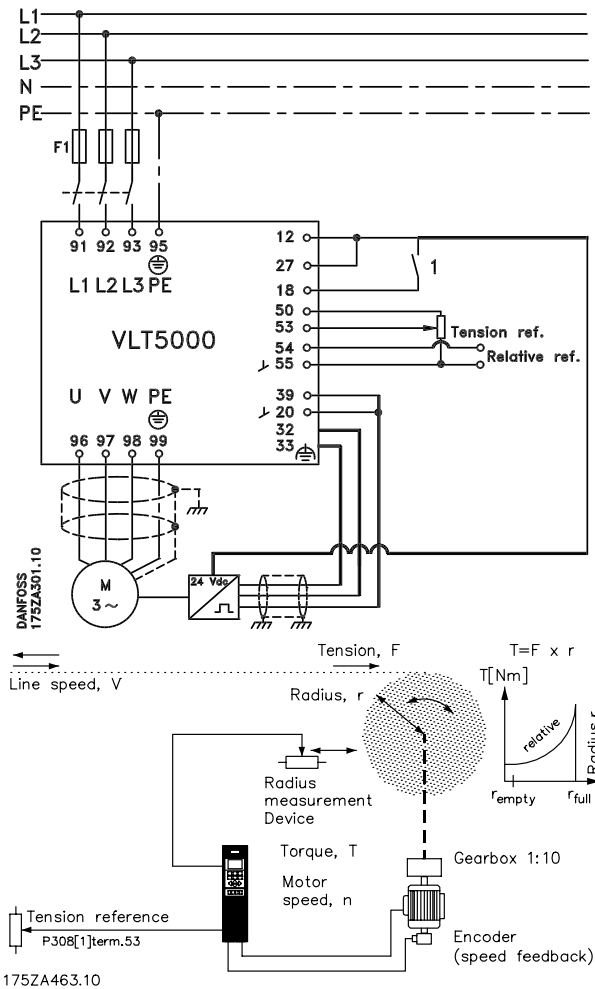 L1
L2
L3
N
PE
F1
91 92 93 95
L1 L2 L3 PE
12
27
18
1
50
53
Tension ref.
54
Relative ref.
55
VLT5000
39
20
32
33
U V W PE
96 97 98 99
DANFOSS
175ZA301.10
M
3 ~
24 Vdc
Tension, F
T=F x r
Line speed, V
Radius, r
T[Nm]
relative
Radius r
r empty
r full
Radius
measurement
Device
Torque, T
Gearbox 1:10
Motor
speed, n
Tension reference
P308[1]term.53
Encoder
(speed feedback)
175ZA463.10